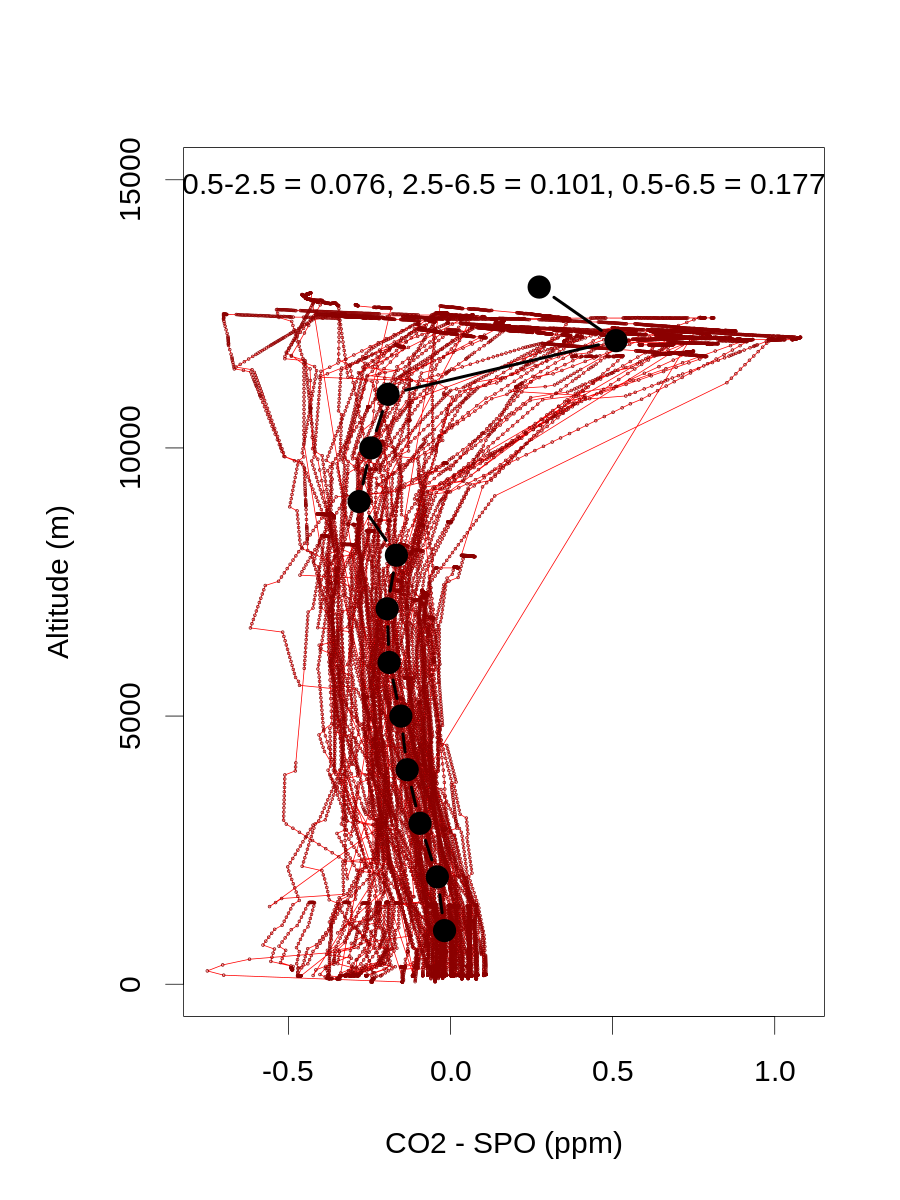 0.5-2.5 = 0.076, 2.5-6.5 = 0.101, 0.5-6.5 = 0.177
15000
10000
5000
0
Altitude (m)
-0.5 0.0 0.5 1.0
CO2 - SPO (ppm)